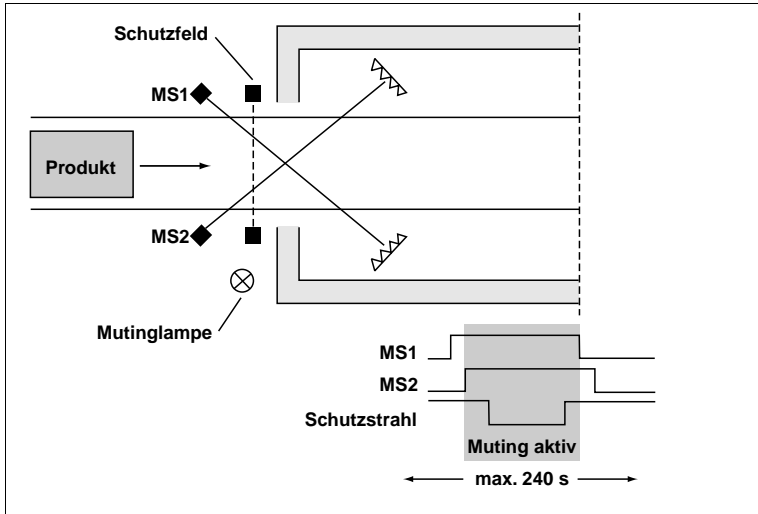 Schutzfeld
MS1
Produkt
MS2
Mutinglampe
MS1
MS2
Schutzstrahl
Muting aktiv
max. 240 s